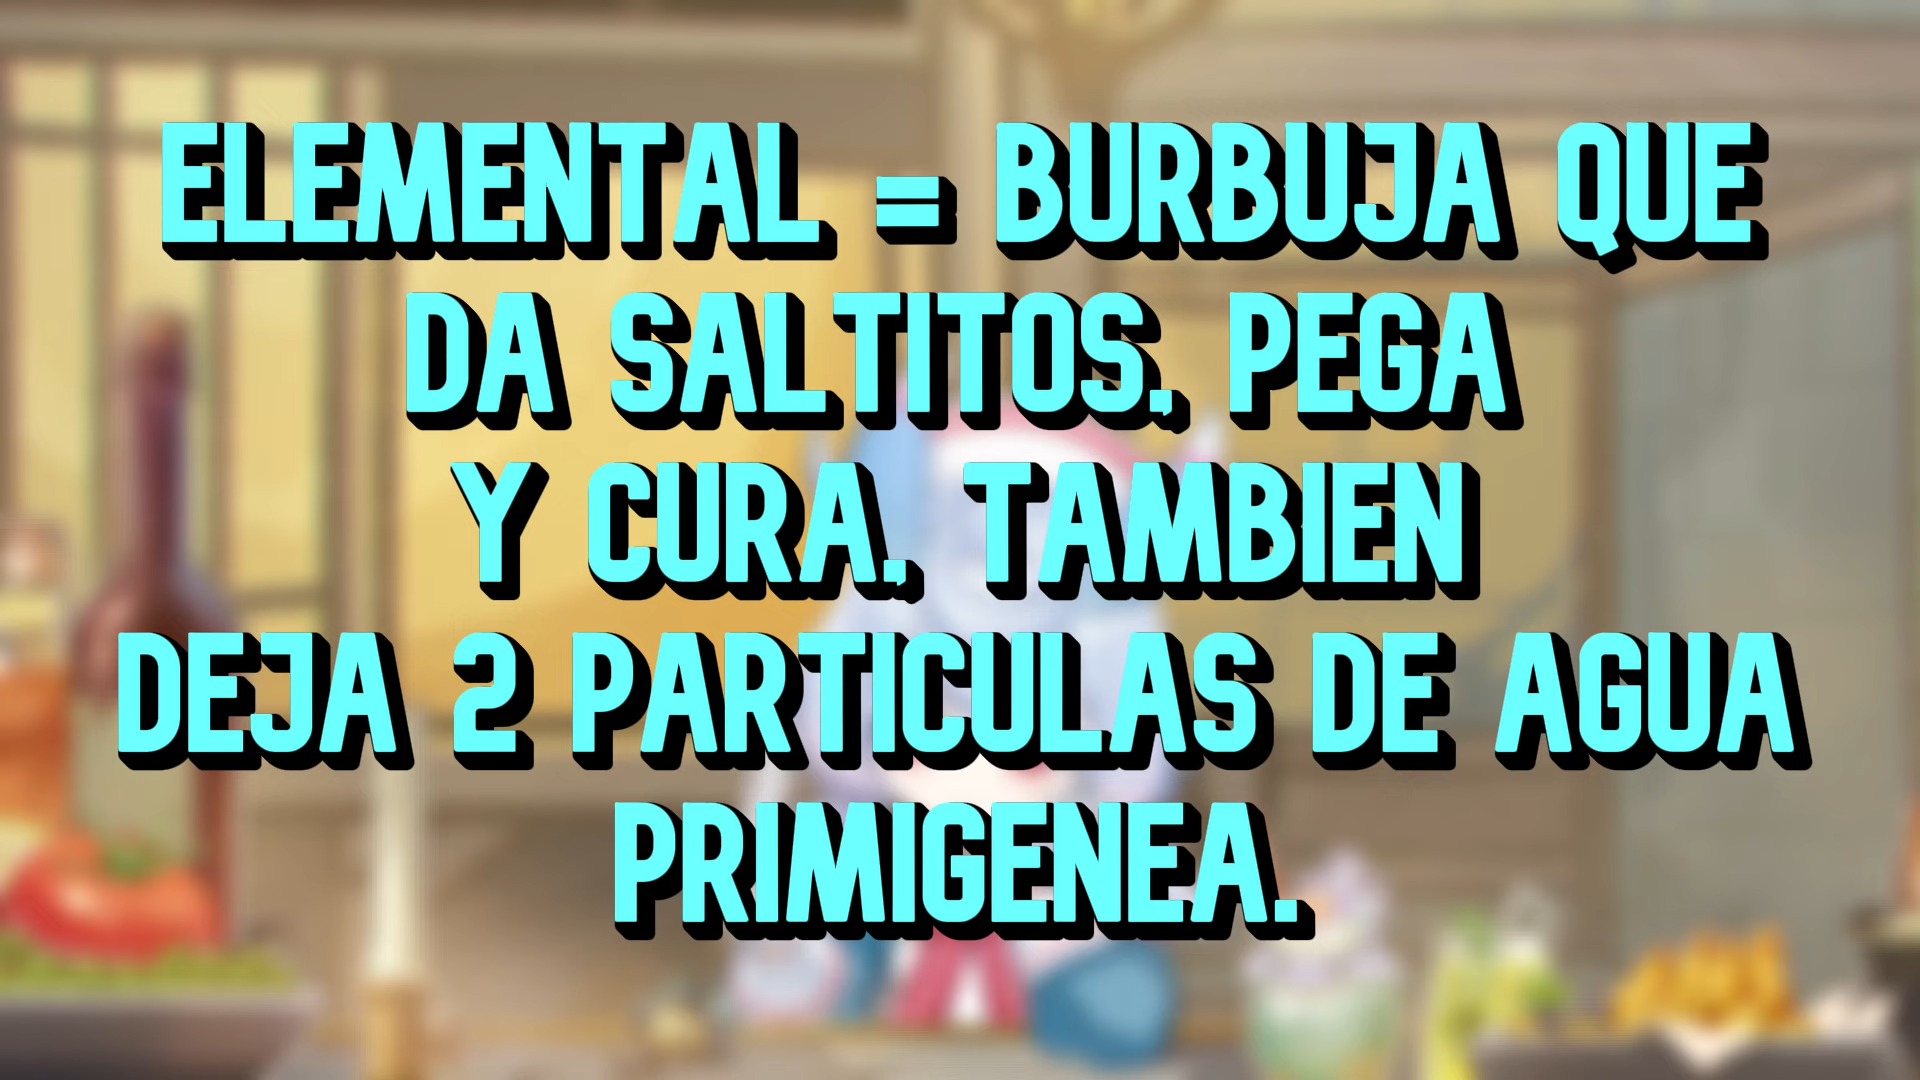 ELEMENTAL = BURBUJA QUE
DA SALTITOS, PEGA
Y CURA, TAMBIEN
DEJA 2 PARTICULAS DE AGUA
PRIMIGENEA.